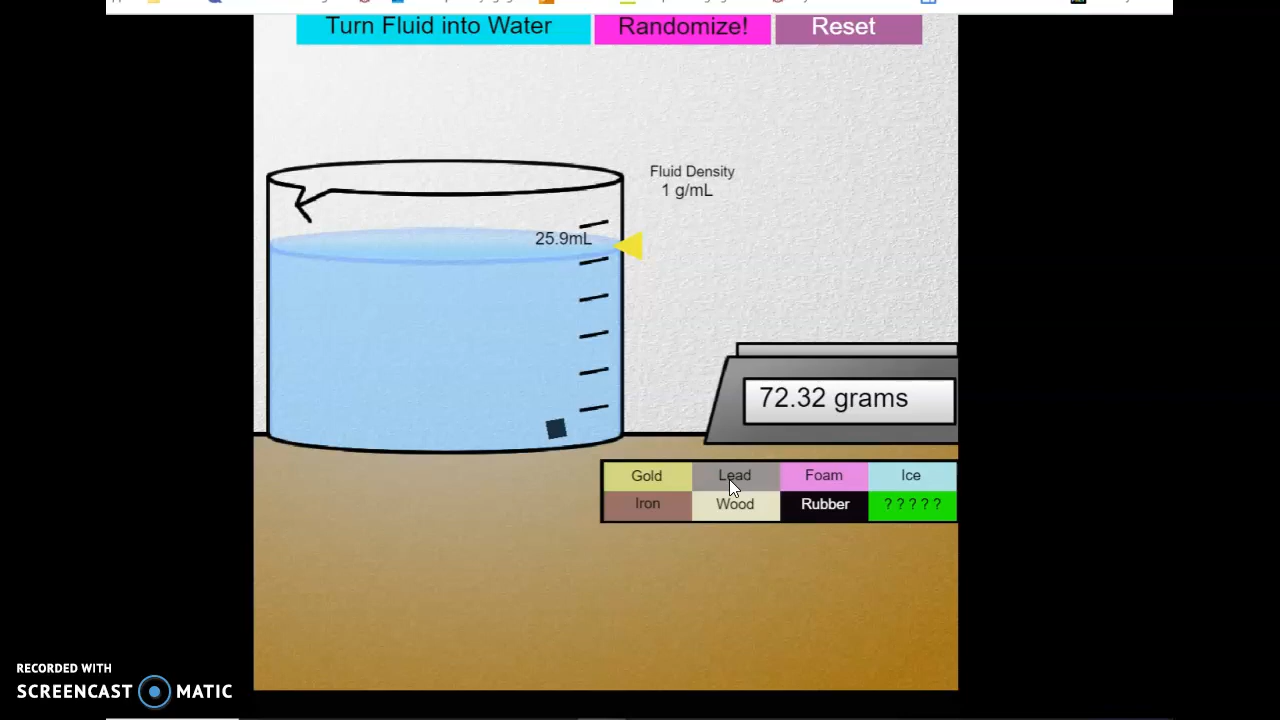 Turn Fluid into Water
Randomize!
Reset
Fluid Density
1 g/mL
25.9mL
72.32 grams
Gold
Lead
Foam
Ice
Iron
Wood
Rubber
? ? ? ? ?
RECORDED WITH
SCREENCAST MATIC